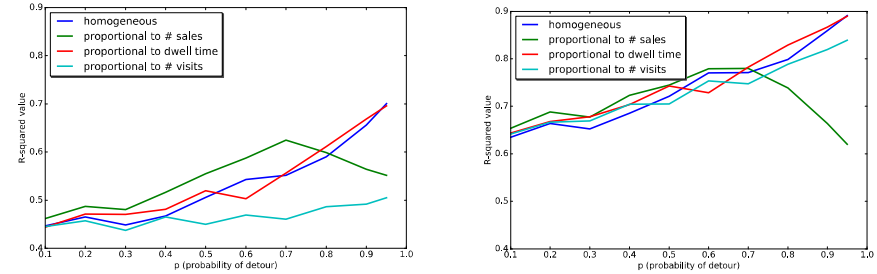 0.9
0.8
0.7
0.6
0.5
0.4
R-squared value
homogeneous
proportional to # sales
proportional to dwell time
proportional to # visits
0.1 0.2 0.3 0.4 0.5 0.6 0.7 0.8 0.9 1.0
p (probability of detour)
0.9
0.8
0.7
0.6
0.5
0.4
R-squared value
homogeneous
proportional to # sales
proportional to dwell time
proportional to # visits
0.1 0.2 0.3 0.4 0.5 0.6 0.7 0.8 0.9 1.0
p (probability of detour)